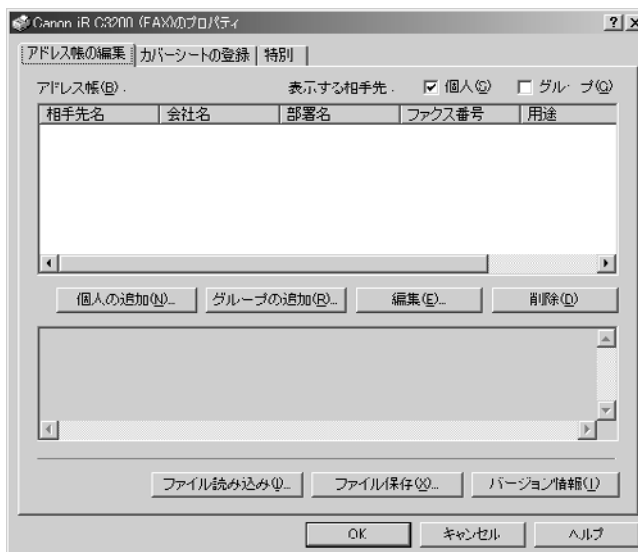 Canon iR C3200 (FAX)のプロパティ
アドレス帳の編集 カバーシートの登録 特別
アドレス帳(B): 表示する相手先: 個人(S) グループ(G)
相手先名 会社名 部署名 ファクス番号 用途
個人の追加(N)... グループの追加(R)... 編集(E)... 削除(D)
ファイル読み込み(I)... ファイル保存(X)... バージョン情報(I)
OK キャンセル ヘルプ